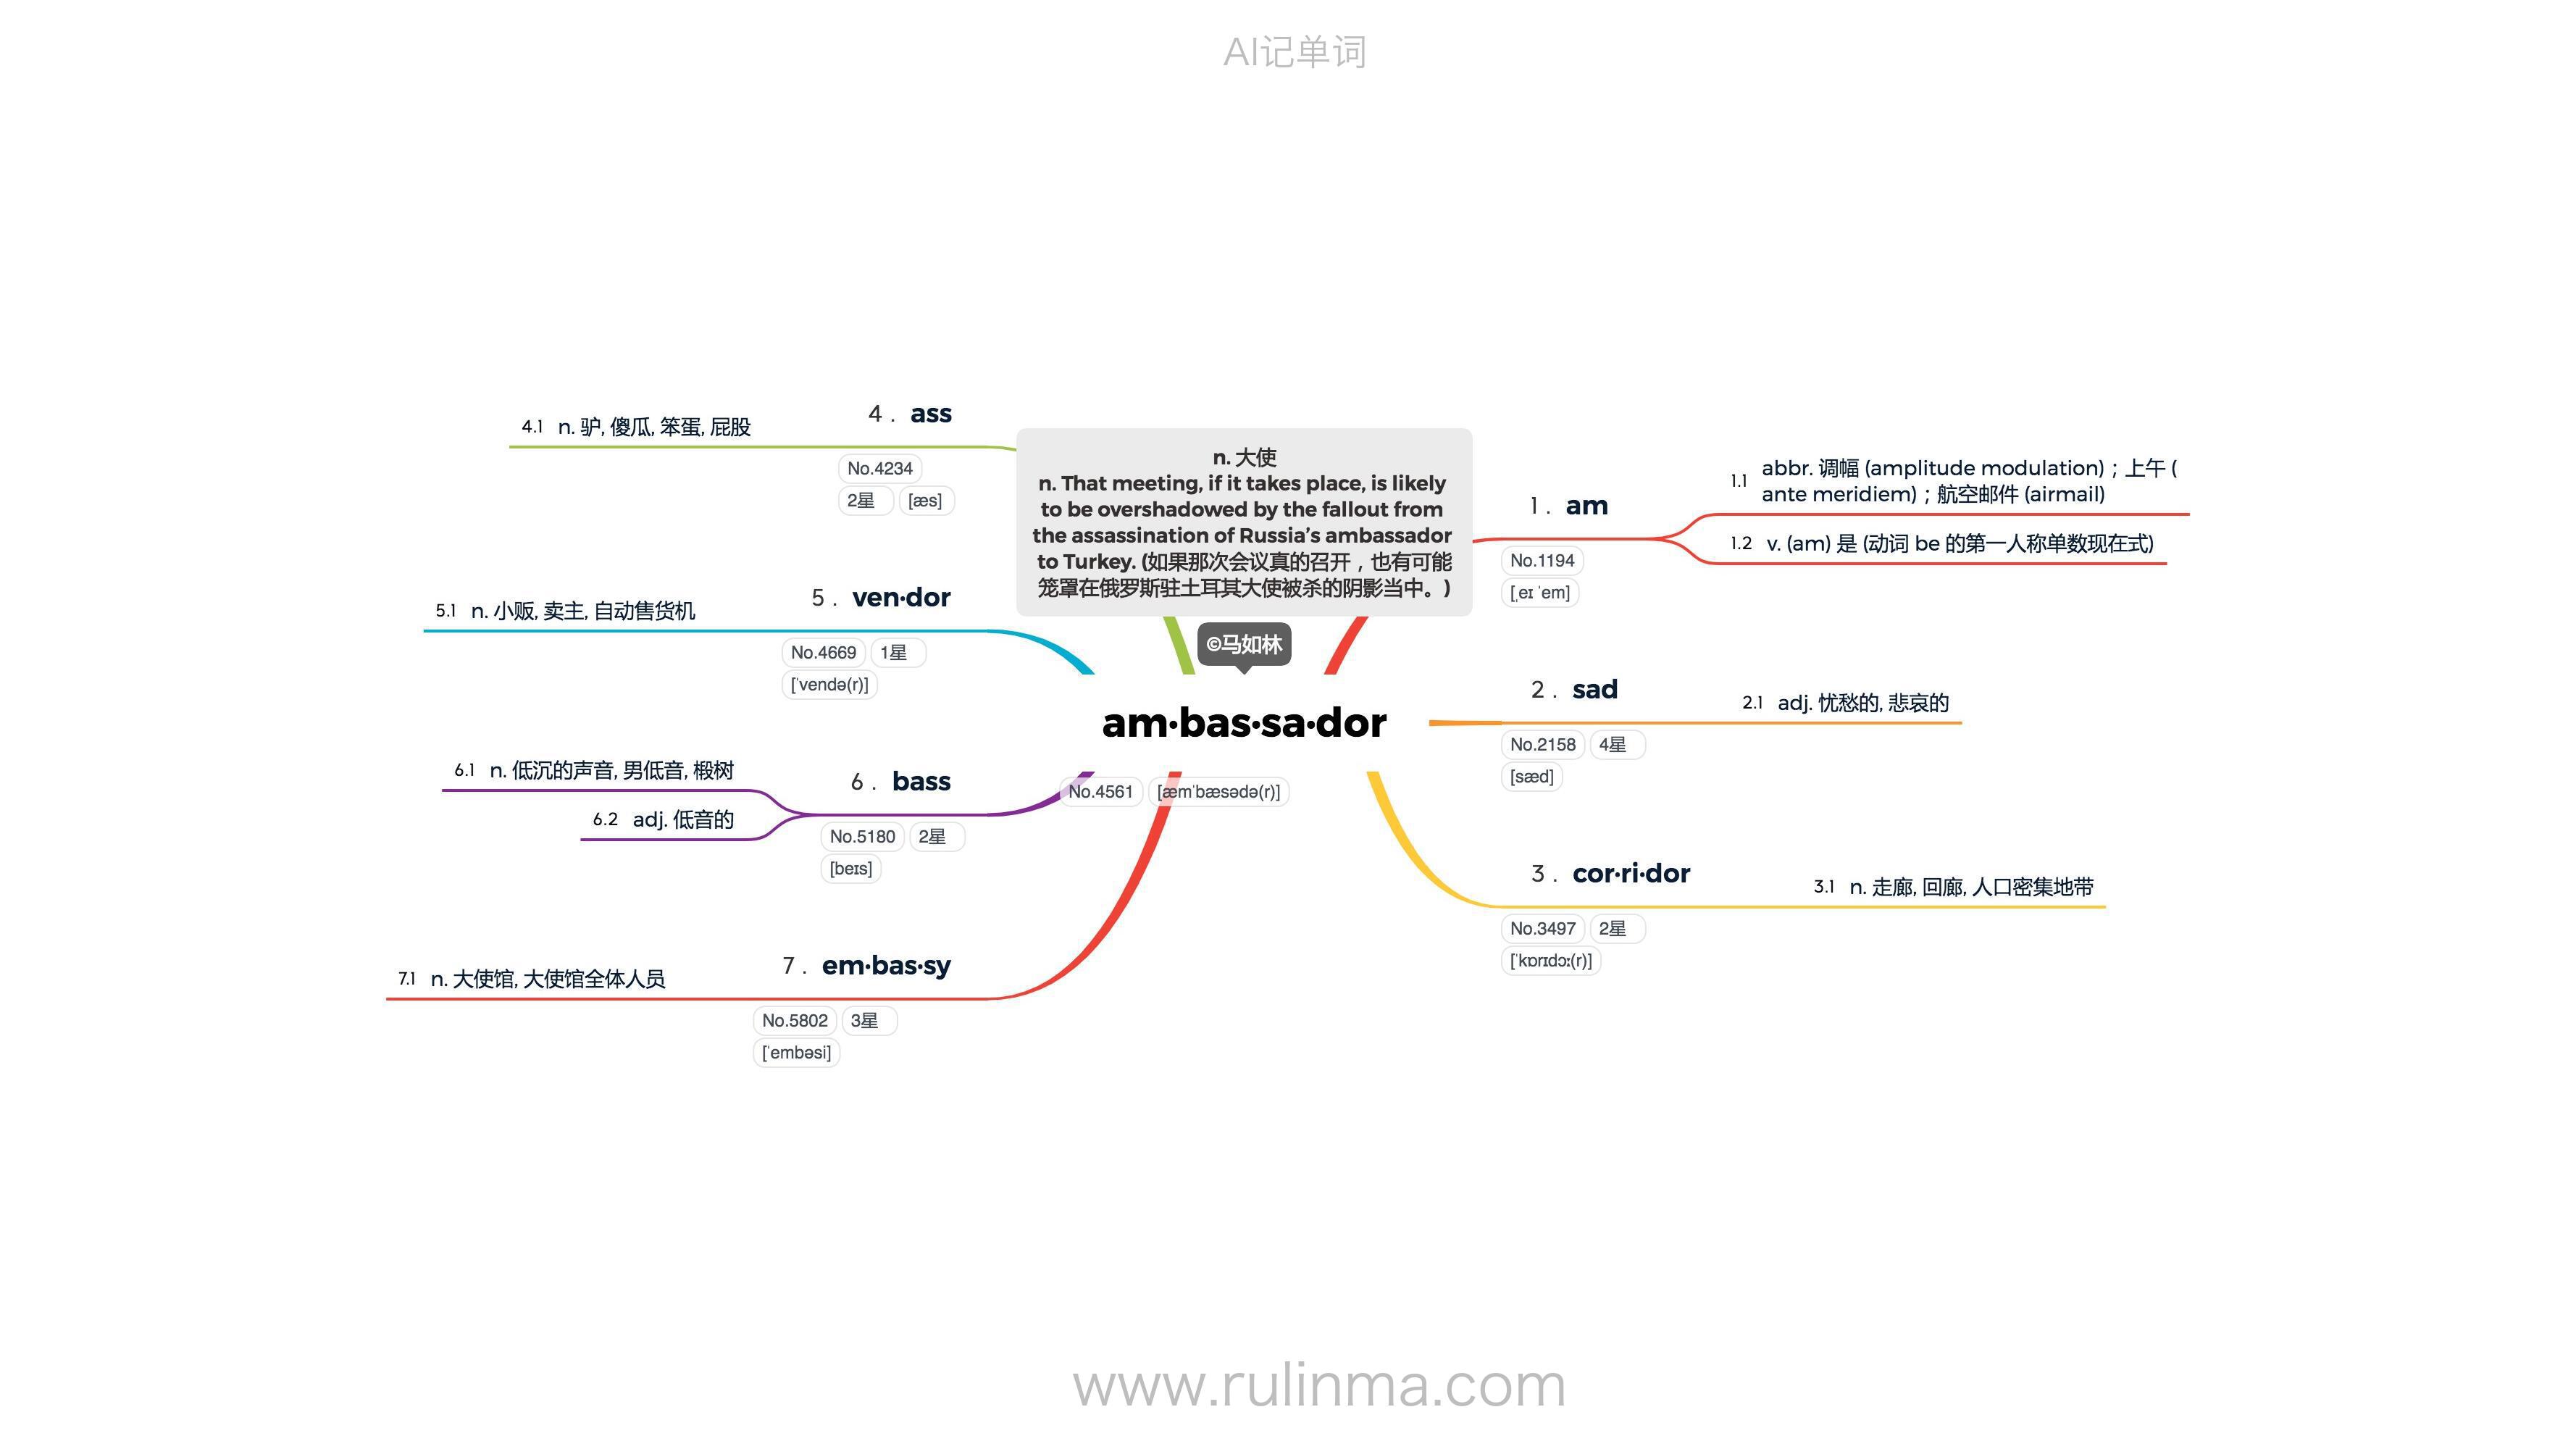 AI记单词
n. 大使
n. That meeting, if it takes place, is likely
to be overshadowed by the fallout from
the assassination of Russia’s ambassador
to Turkey. (如果那次会议真的召开，也有可能
笼罩在俄罗斯驻土耳其大使被杀的阴影当中。)
©马如林
am·bas·sa·dor
No.4561 [æmˈbæsədə(r)]
1. am
No.1194
[ˌeɪ ˈem]
1.1 abbr. 调幅 (amplitude modulation)；上午 (
ante meridiem)；航空邮件 (airmail)
1.2 v. (am) 是 (动词 be 的第一人称单数现在式)
2. sad
No.2158 4星
[sæd]
2.1 adj. 忧愁的, 悲哀的
3. cor·ri·dor
No.3497 2星
[ˈkɒrɪdɔː(r)]
3.1 n. 走廊, 回廊, 人口密集地带
4. ass
No.4234
2星 [æs]
4.1 n. 驴, 傻瓜, 笨蛋, 屁股
5. ven·dor
No.4669 1星
[ˈvendə(r)]
5.1 n. 小贩, 卖主, 自动售货机
6. bass
No.5180 2星
[beɪs]
6.1 n. 低沉的声音, 男低音, 椴树
6.2 adj. 低音的
7. em·bas·sy
No.5802 3星
[ˈembəsi]
7.1 n. 大使馆, 大使馆全体人员
www.rulinma.com